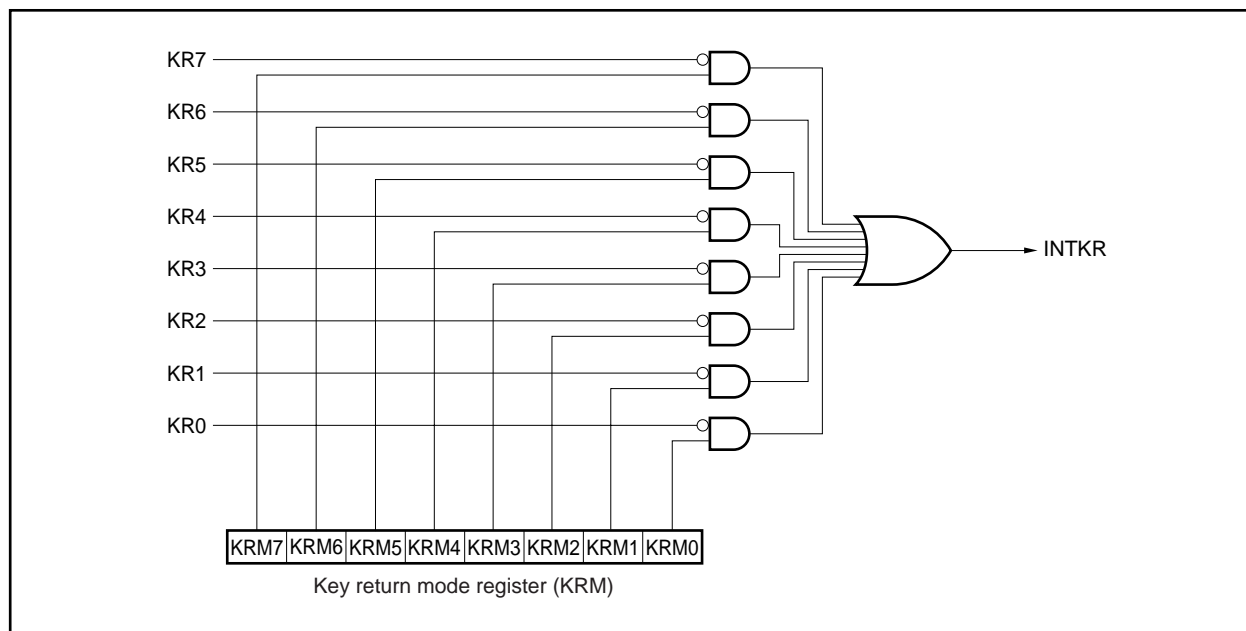 KR7
KR6
KR5
KR4
KR3
KR2
KR1
KR0
INTKR
KRM7 KRM6 KRM5 KRM4 KRM3 KRM2 KRM1 KRM0
Key return mode register (KRM)